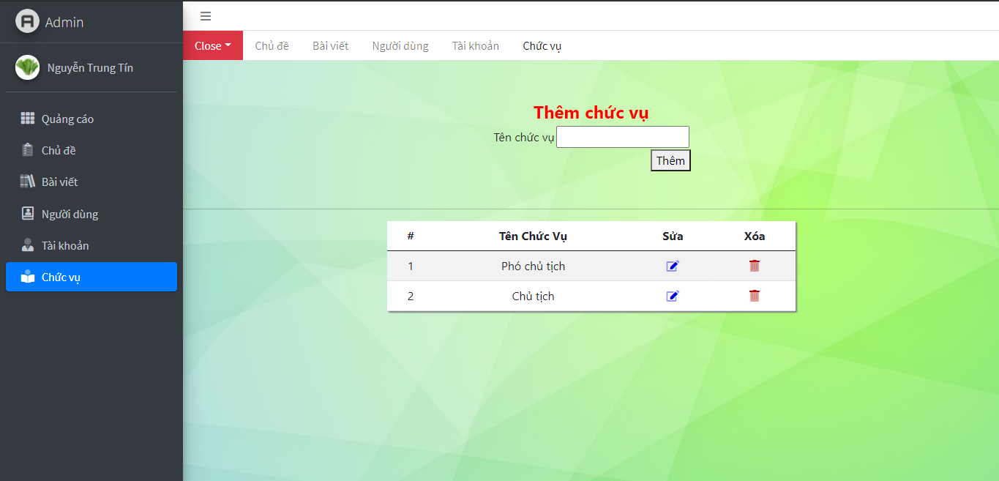 Admin
Nguyễn Trung Tín
Quảng cáo
Chủ đề
Bài viết
Người dùng
Tài khoản
Chức vụ
Close Chủ đề Bài viết Người dùng Tài khoản Chức vụ
Thêm chức vụ
Tên chức vụ
Thêm
# Tên Chức Vụ Sửa Xóa
1 Phó chủ tịch
2 Chủ tịch